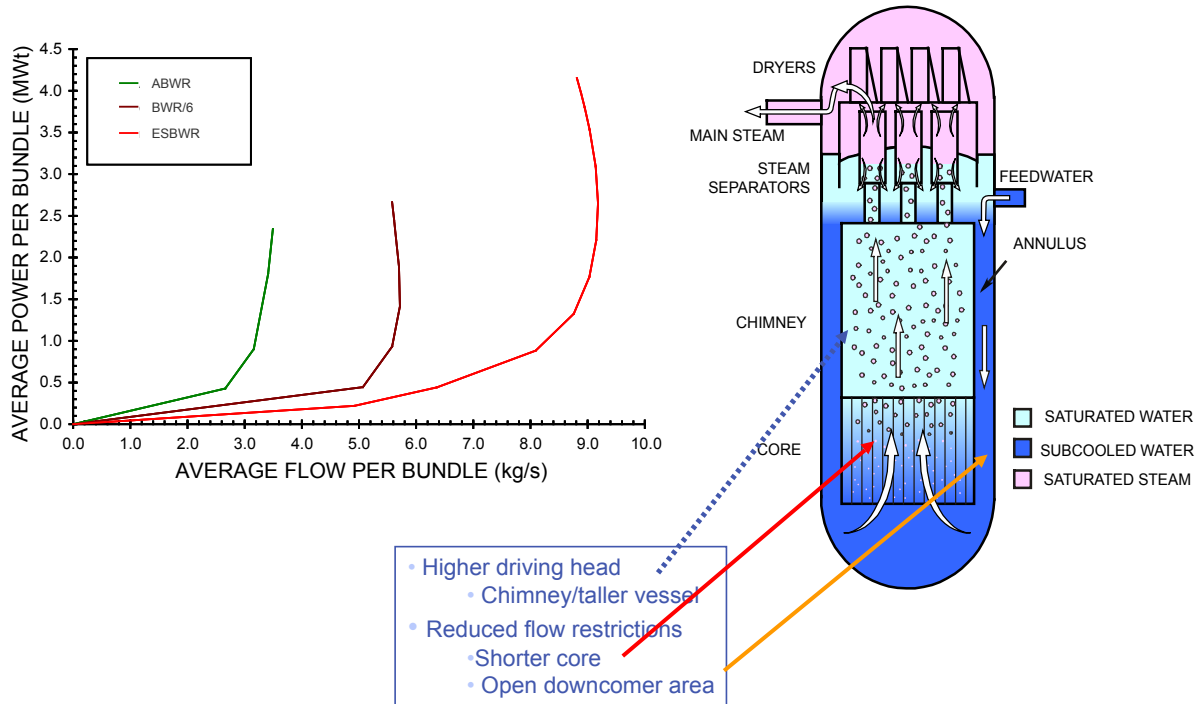 AVERAGE POWER PER BUNDLE (MWt)
4.5
4.0
3.5
3.0
2.5
2.0
1.5
1.0
0.5
0.0
ABWR
BWR/6
ESBWR
0.0 1.0 2.0 3.0 4.0 5.0 6.0 7.0 8.0 9.0 10.0
AVERAGE FLOW PER BUNDLE (kg/s)
DRYERS
MAIN STEAM
STEAM
SEPARATORS
FEEDWATER
ANNULUS
CHIMNEY
CORE
SATURATED WATER
SUBCOOLED WATER
SATURATED STEAM
• Higher driving head
• Chimney/taller vessel
• Reduced flow restrictions
•Shorter core
• Open downcomer area